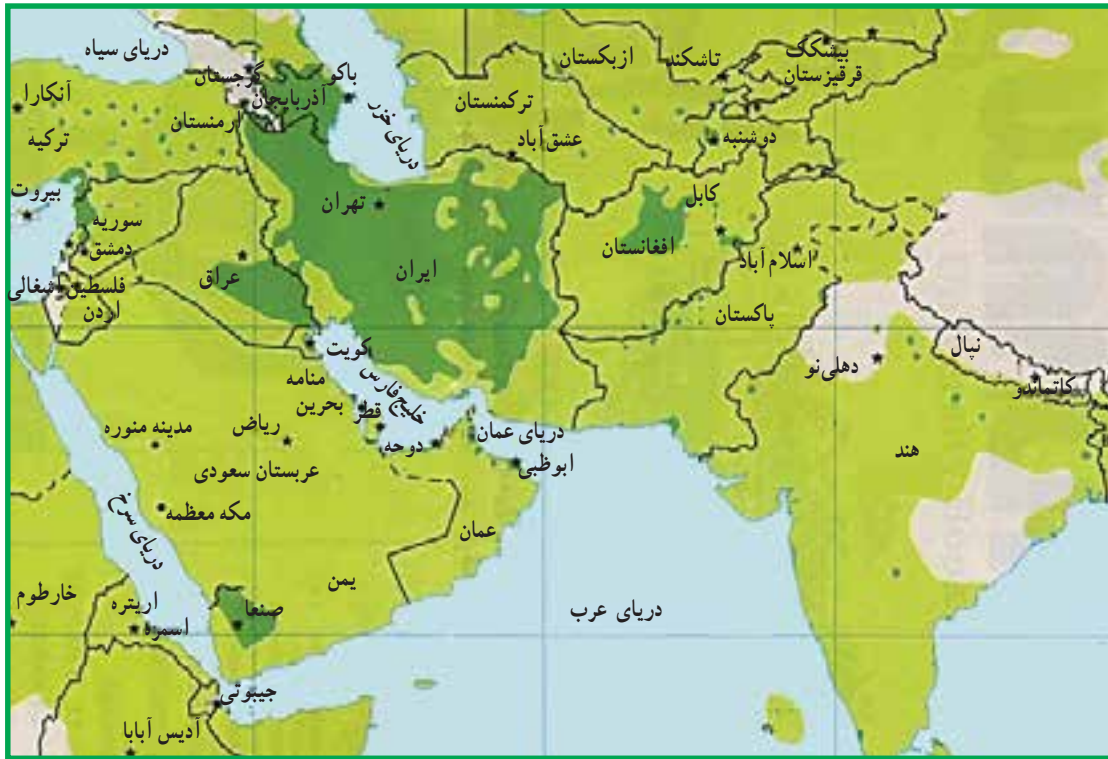 دریای سیاه
گرجستان
باکو
آذربایجان
ارمنستان
آنکارا
ترکیه
دریای خزر
ترکمنستان
عشق‌آباد
ازبکستان
تاشکند
بیشکک
قرقیزستان
دوشنبه
بیروت
سوریه
دمشق
فلسطین اشغالی
اردن
عراق
تهران
ایران
کابل
افغانستان
اسلام‌آباد
پاکستان
دهلی‌نو
نپال
کاتماندو
هند
کویت
منامه
بحرین
خلیج فارس
قطر
دوحه
دریای عمان
ابوظبی
ریاض
مدینه منوره
عربستان سعودی
مکه معظمه
دریای سرخ
عمان
یمن
صنعا
دریای عرب
خارطوم
اریتره
اسمره
جیبوتی
آدیس آبابا